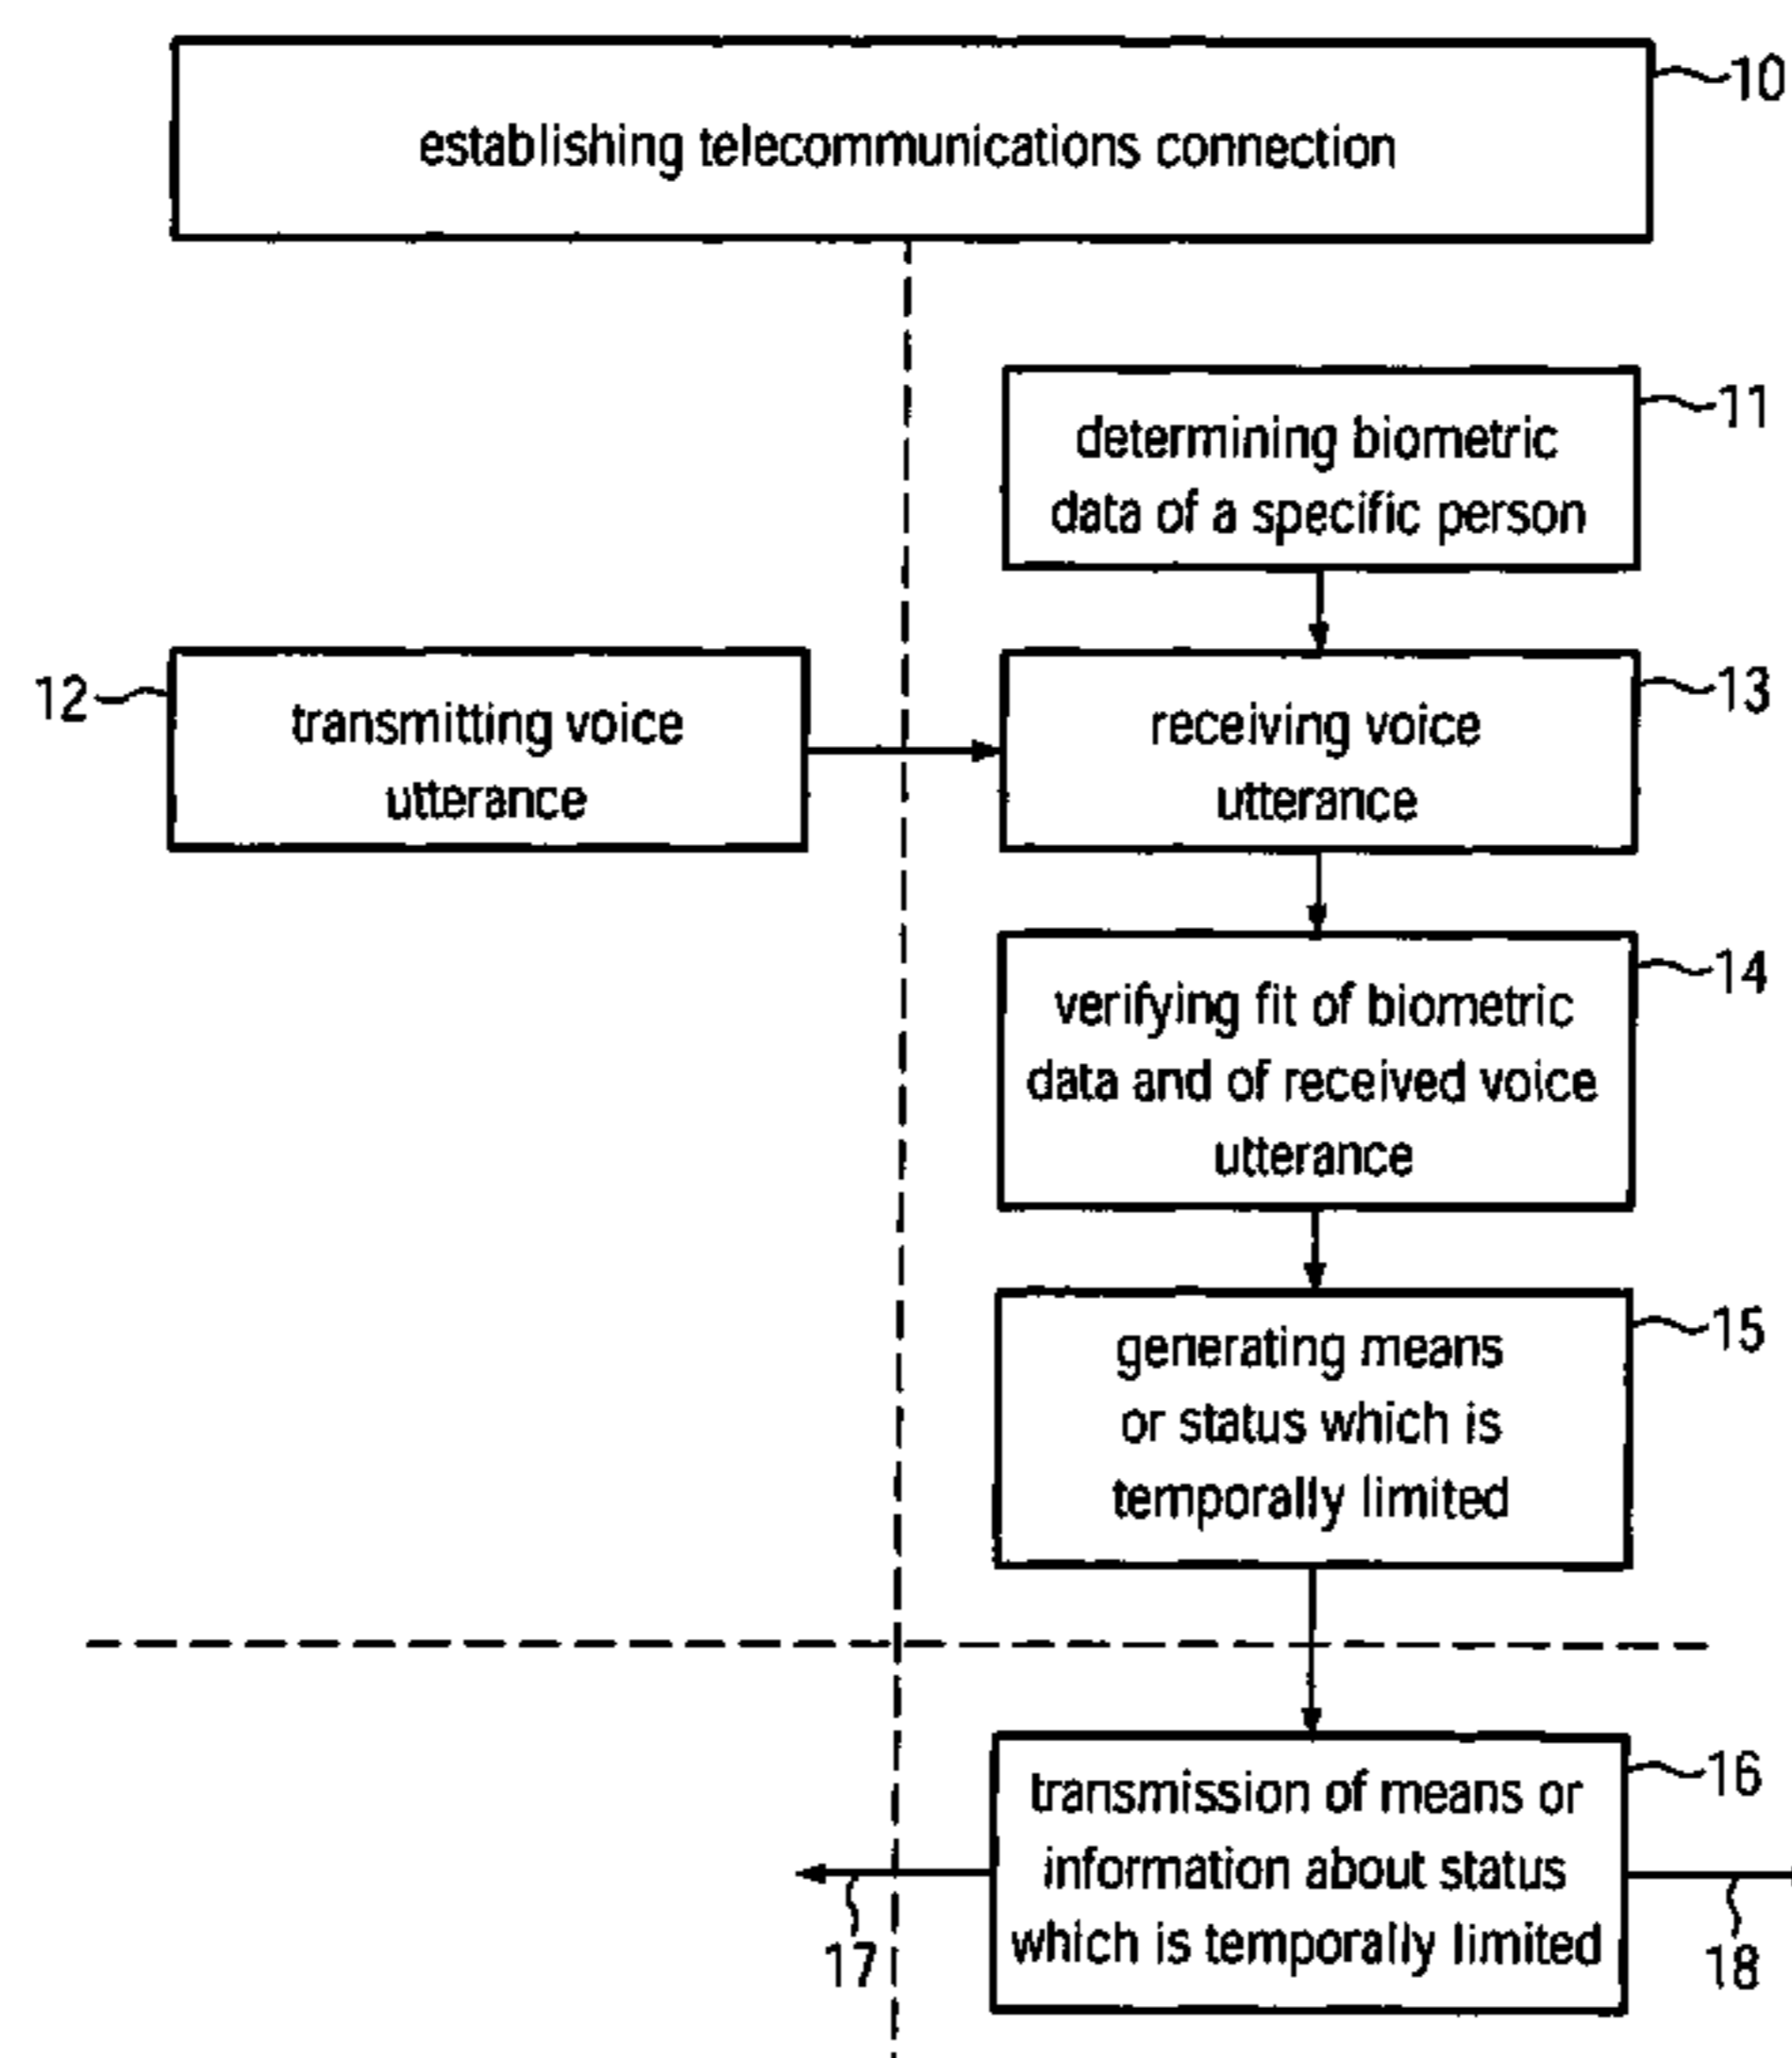 establishing telecommunications connection
10
determining biometric
data of a specific person
11
12
transmitting voice
utterance
receiving voice
utterance
13
verifying fit of biometric
data and of received voice
utterance
14
generating means
or status which is
temporally limited
15
transmission of means or
information about status
which is temporally limited
16
17
18